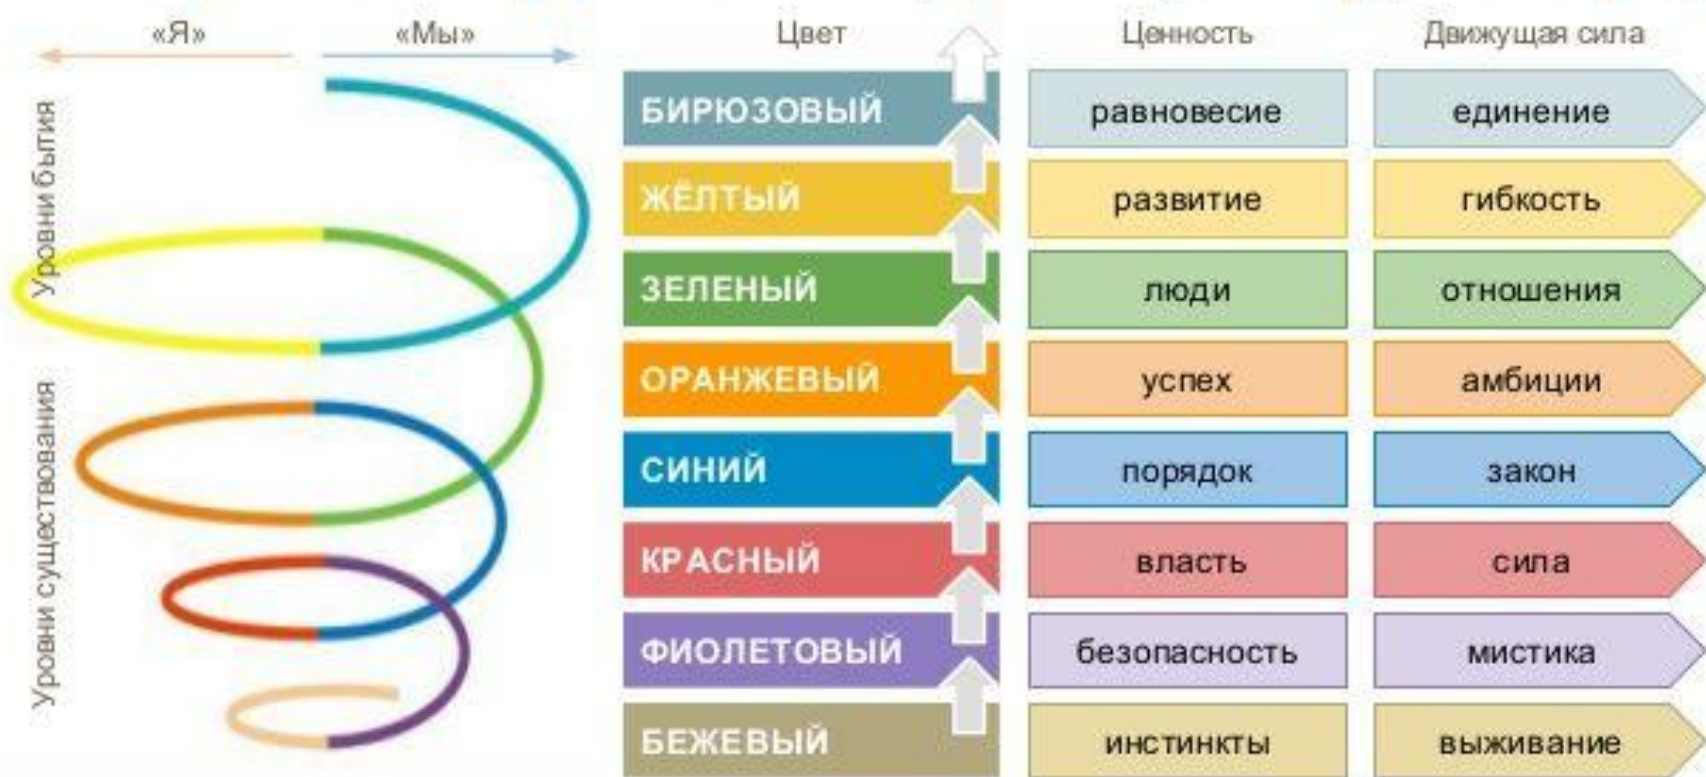 «Я» «Мы» Цвет Ценность Движущая сила
Уровни бытия
Уровни существования
БИРЮЗОВЫЙ равновесие единение
ЖЁЛТЫЙ развитие гибкость
ЗЕЛЕНЫЙ люди отношения
ОРАНЖЕВЫЙ успех амбиции
СИНИЙ порядок закон
КРАСНЫЙ власть сила
ФИОЛЕТОВЫЙ безопасность мистика
БЕЖЕВЫЙ инстинкты выживание